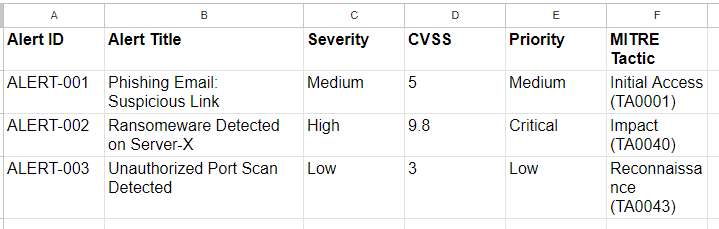 A B C D E F
Alert ID Alert Title Severity CVSS Priority MITRE
Tactic
ALERT-001 Phishing Email: Medium 5 Medium Initial Access
Suspicious Link (TA0001)
ALERT-002 Ransomeware Detected High 9.8 Critical Impact
on Server-X (TA0040)
ALERT-003 Unauthorized Port Scan Low 3 Low Reconnaissa
Detected nce
(TA0043)